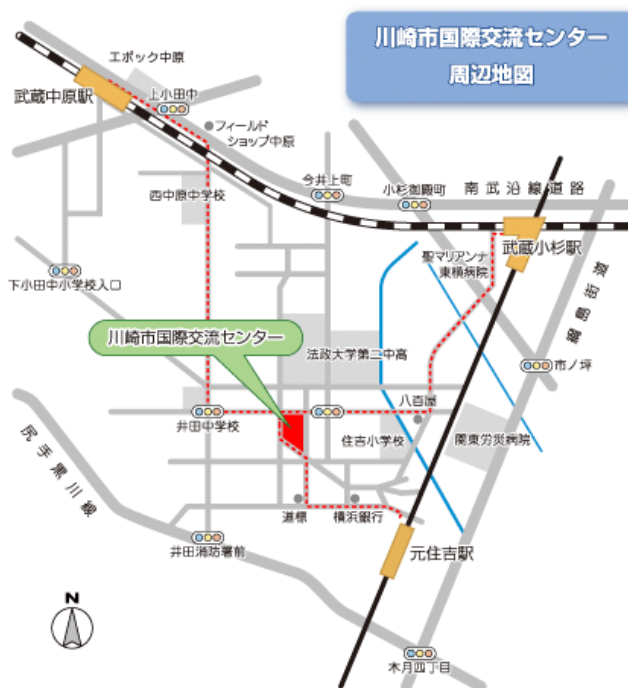 川崎市国際交流センター
周辺地図
エポック中原
武蔵中原駅
上小田中
フィールド
ショップ中原
今井上町
小杉御殿町
南武沿線道路
西中原中学校
武蔵小杉駅
聖マリアンナ
東横病院
下小田中小学校入口
綱島街道
川崎市国際交流センター
法政大学第二中高
市ノ坪
八百屋
井田中学校
住吉小学校
関東労災病院
尻手黒川線
道標
横浜銀行
井田消防署前
元住吉駅
N
木月四丁目